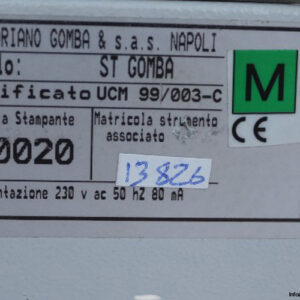 RIANO GOMBA & s.a.s. NAPOLI
lo: ST GOMBA
M
ificato UCM 99/003-C
a Stampante Matricola strumento
associato
0020
13826
CE
ntazione 230 v ac 50 hZ 80 mA